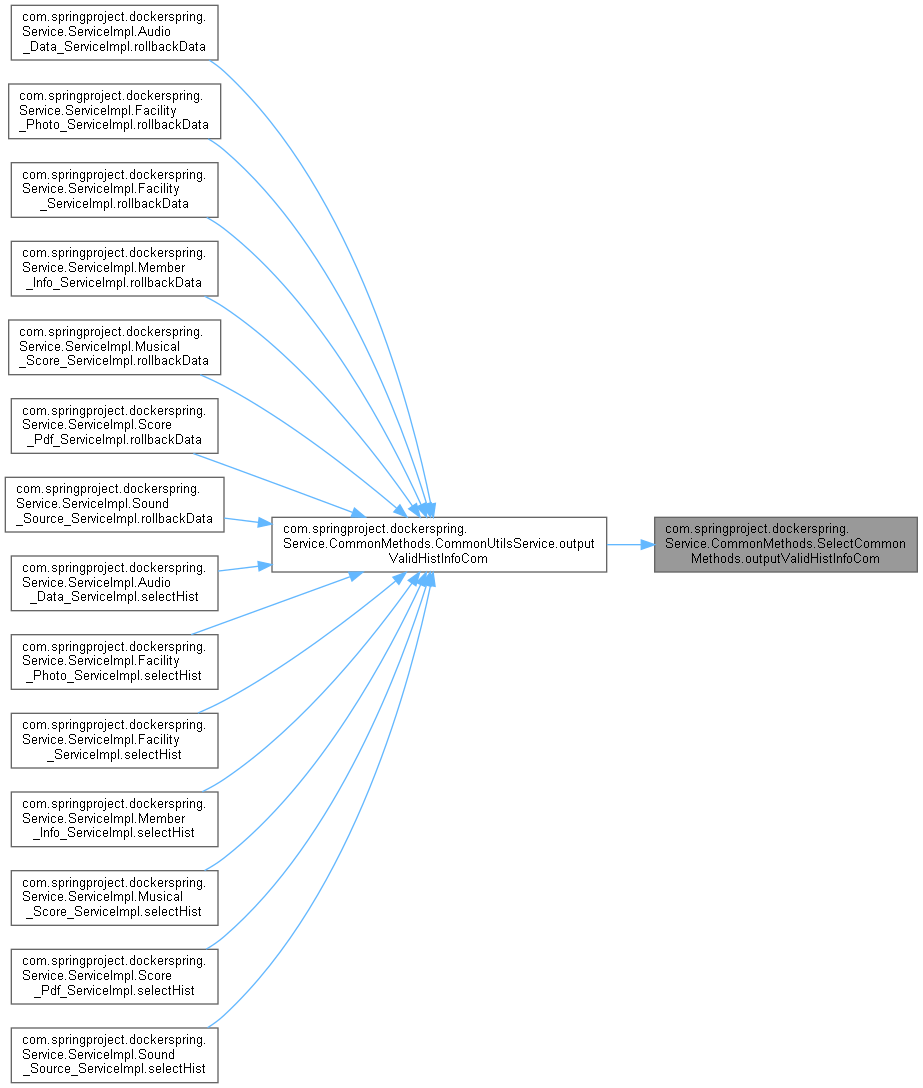 com.springproject.dockerspring.
Service.ServiceImpl.Audio
_Data_ServiceImpl.rollbackData
com.springproject.dockerspring.
Service.ServiceImpl.Facility
_Photo_ServiceImpl.rollbackData
com.springproject.dockerspring.
Service.ServiceImpl.Facility
_ServiceImpl.rollbackData
com.springproject.dockerspring.
Service.ServiceImpl.Member
_Info_ServiceImpl.rollbackData
com.springproject.dockerspring.
Service.ServiceImpl.Musical
_Score_ServiceImpl.rollbackData
com.springproject.dockerspring.
Service.ServiceImpl.Score
_Pdf_ServiceImpl.rollbackData
com.springproject.dockerspring.
Service.ServiceImpl.Sound
_Source_ServiceImpl.rollbackData
com.springproject.dockerspring.
Service.ServiceImpl.Audio
_Data_ServiceImpl.selectHist
com.springproject.dockerspring.
Service.ServiceImpl.Facility
_Photo_ServiceImpl.selectHist
com.springproject.dockerspring.
Service.ServiceImpl.Facility
_ServiceImpl.selectHist
com.springproject.dockerspring.
Service.ServiceImpl.Member
_Info_ServiceImpl.selectHist
com.springproject.dockerspring.
Service.ServiceImpl.Musical
_Score_ServiceImpl.selectHist
com.springproject.dockerspring.
Service.ServiceImpl.Score
_Pdf_ServiceImpl.selectHist
com.springproject.dockerspring.
Service.ServiceImpl.Sound
_Source_ServiceImpl.selectHist
com.springproject.dockerspring.
Service.CommonMethods.CommonUtilsService.output
ValidHistInfoCom
com.springproject.dockerspring.
Service.CommonMethods.SelectCommon
Methods.outputValidHistInfoCom